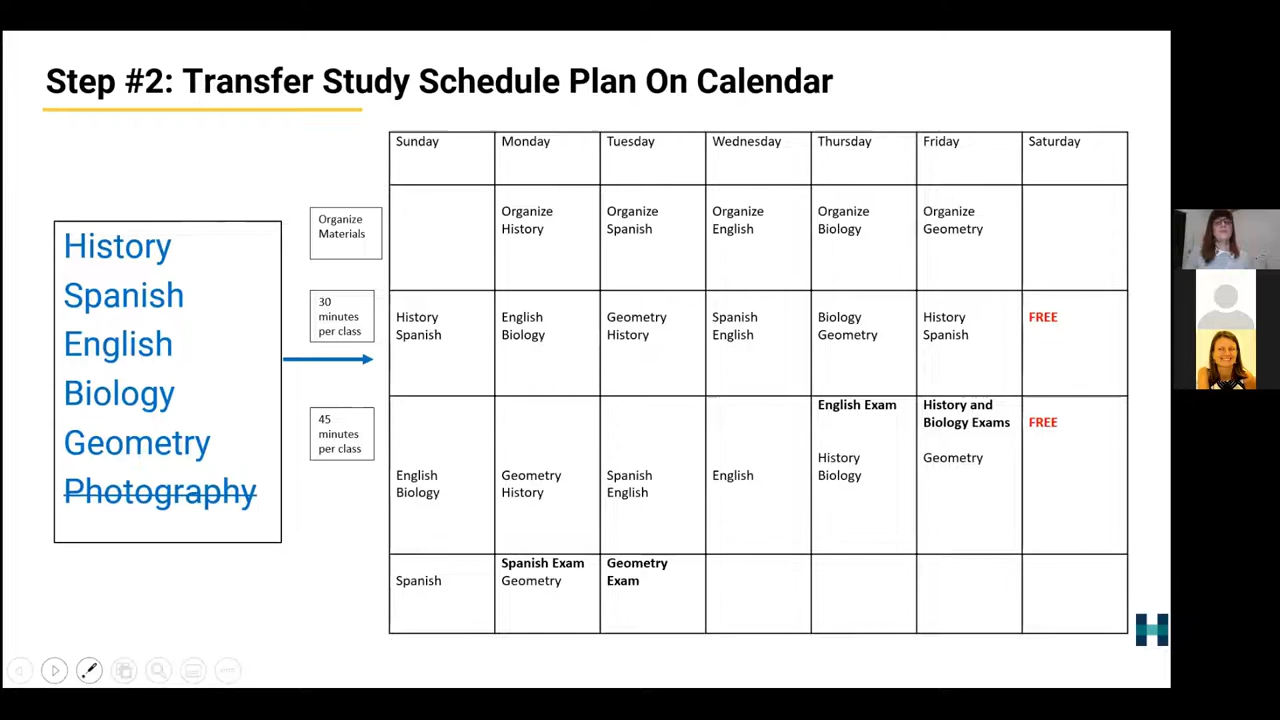 Step #2: Transfer Study Schedule Plan On Calendar
History
Spanish
English
Biology
Geometry
Photography
Organize
Materials
30
minutes
per class
45
minutes
per class
Sunday
Monday
Tuesday
Wednesday
Thursday
Friday
Saturday
Organize
History
Organize
Spanish
Organize
English
Organize
Biology
Organize
Geometry
History
Spanish
English
Biology
Geometry
History
Spanish
English
Biology
Geometry
History
Spanish
FREE
English
Biology
Geometry
History
Spanish
English
English
English Exam
History
Biology
History and
Biology Exams
Geometry
FREE
Spanish
Spanish Exam
Geometry
Geometry
Exam